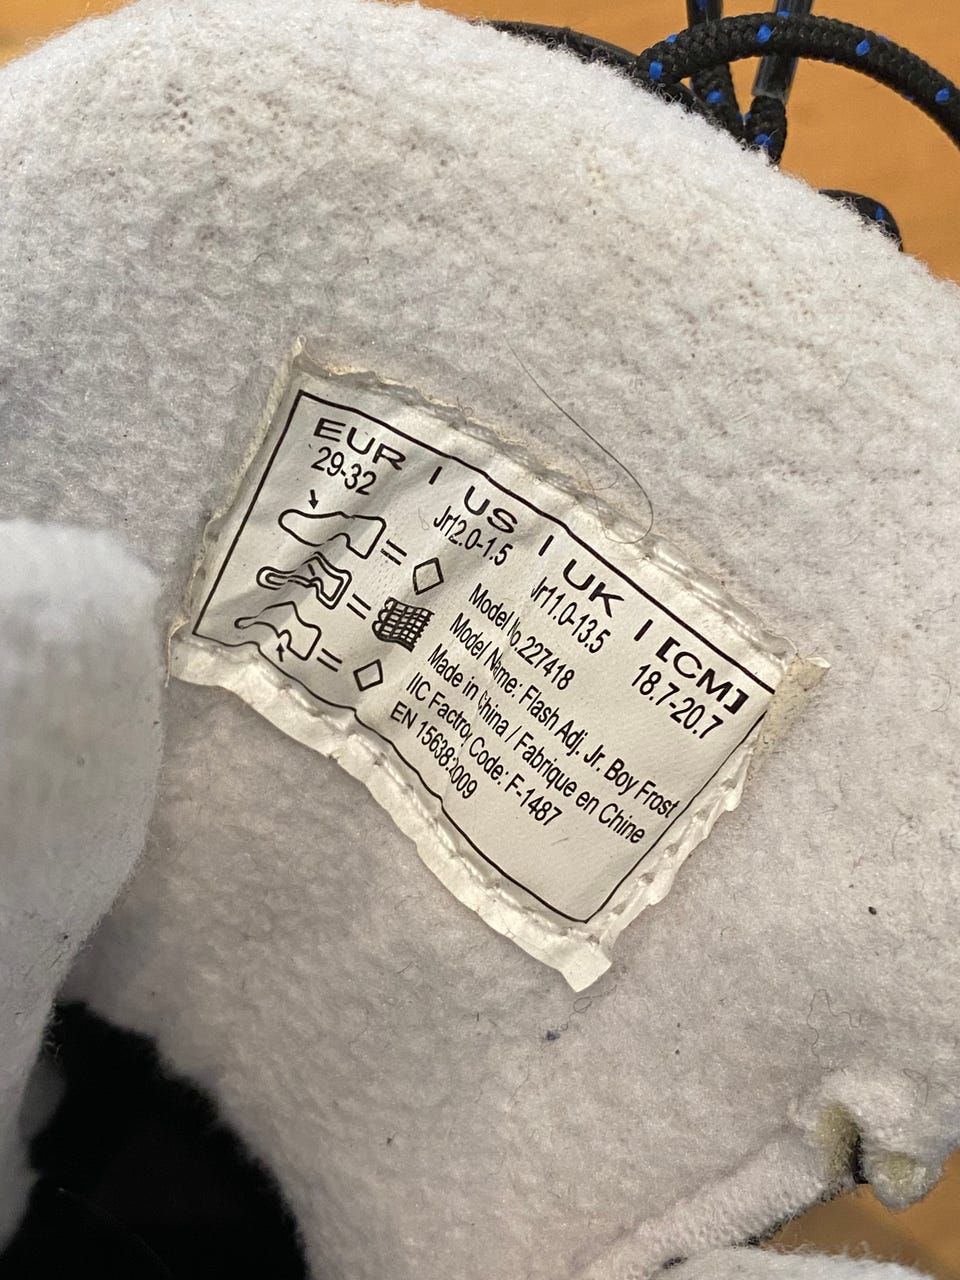 EUR | US | UK | [CM]
29-32 Jr12.0-1.5 Jr11.0-13.5 18.7-20.7
= 
=
=
Model No. 227418
Model Name: Flash Adj. Jr. Boy Frost
Made in China / Fabrique en Chine
IIC Factroy Code: F-1487
EN 15638:2009